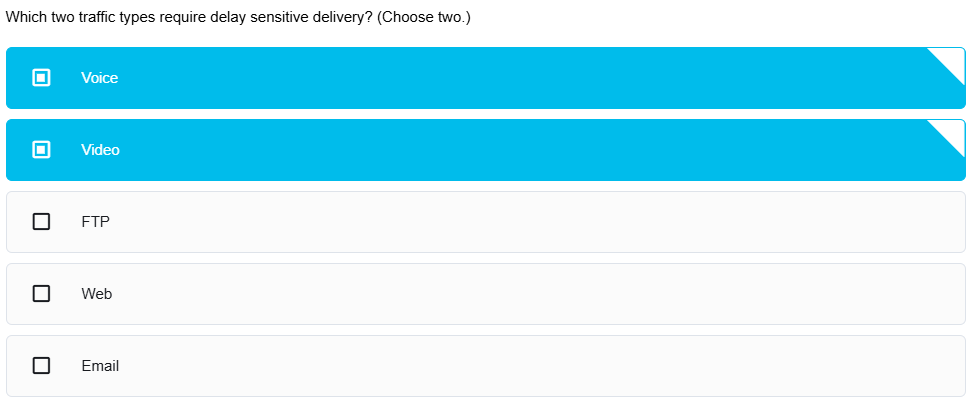 Which two traffic types require delay sensitive delivery? (Choose two.)
Voice
Video
FTP
Web
Email